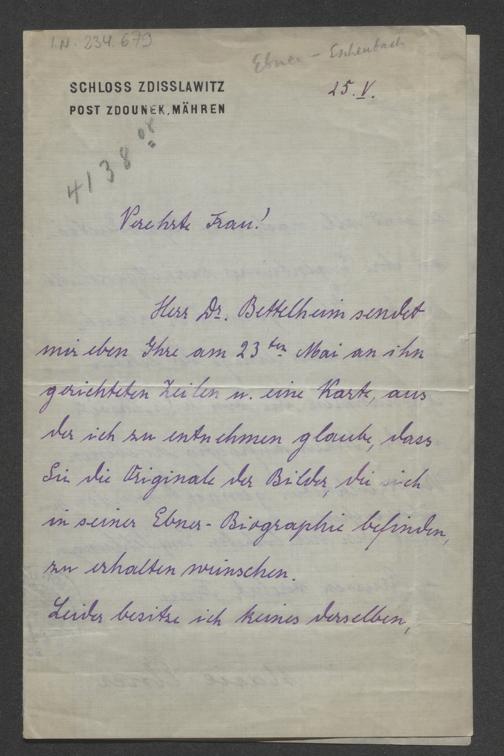 I.N. 234.679
Ebner-Eschenbach
SCHLOSS ZDISSLAWITZ
POST ZDOUNEK, MÄHREN
25. V.
4138
Verehrte Frau!
Herr Dr. Bettelheim sendet
mir eben Ihre am 23ten Mai an ihn
gerichteten Zeilen u. eine Karte, aus
der ich zu entnehmen glaube, dass
Sie die Originale der Bilder, die sich
in seiner Ebner-Biographie befinden,
zu erhalten wünschen.
Leider besitze ich keines derselben,